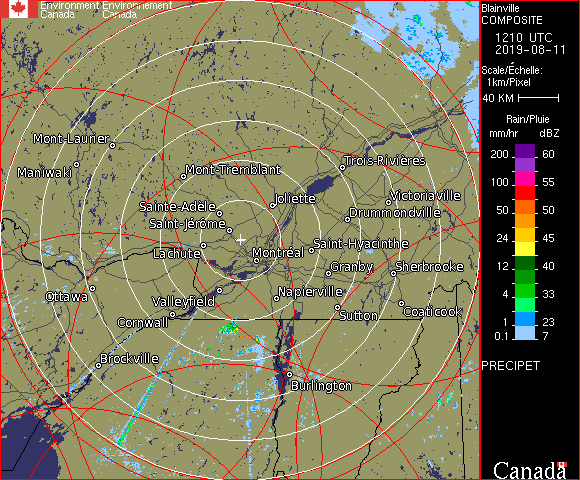 Environment Environnement
Canada Canada
Blainville
COMPOSITE
1210 UTC
2019-08-11
Scale/Échelle:
1km/Pixel
40 KM
Rain/Pluie
mm/hr dBZ
200 60
100 55
50 50
24 45
12 40
4 33
1 23
0.1 7
PRECIPET
Canada
Mont-Laurier
Maniwaki
Mont-Tremblant
Trois-Rivières
Joliette
Victoriaville
Sainte-Adèle
Drummondville
Saint-Jérôme
Lachute
Montréal
Saint-Hyacinthe
Granby
Sherbrooke
Ottawa
Valleyfield
Napierville
Cornwall
Sutton
Coaticook
Brockville
Burlington